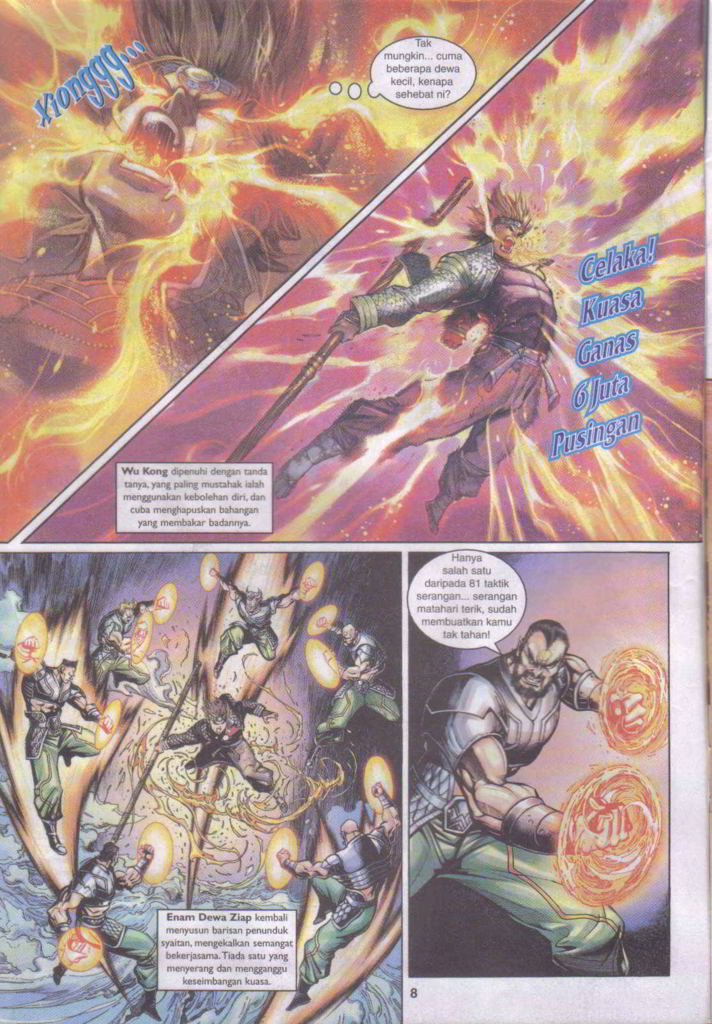 Xionggg...
Tak
mungkin... cuma
beberapa dewa
kecil, kenapa
sehebat ni?
Celaka!
Kuasa
Ganas
6 Juta
Pusingan
Wu Kong dipenuhi dengan tanda
tanya, yang paling mustahak ialah
menggunakan kebolehan diri, dan
cuba menghapuskan bahangan
yang membakar badannya.
Hanya
salah satu
daripada 81 taktik
serangan... serangan
matahari terik, sudah
membuatkan kamu
tak tahan!
Enam Dewa Ziap kembali
menyusun barisan penunduk
syaitan, mengekalkan semangat
bekerjasama. Tiada satu yang
menyerang dan mengganggu
keseimbangan kuasa.
8